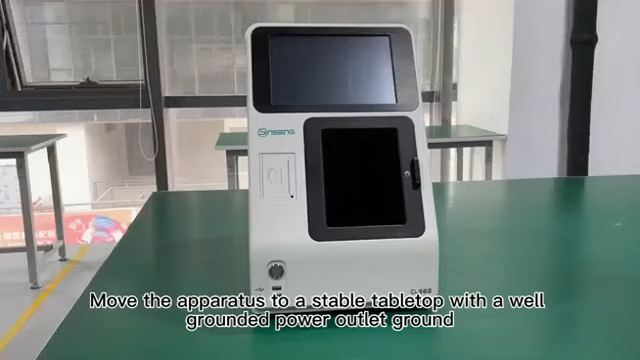 SINSENG
Move the apparatus to a stable tabletop with a well
grounded power outlet ground